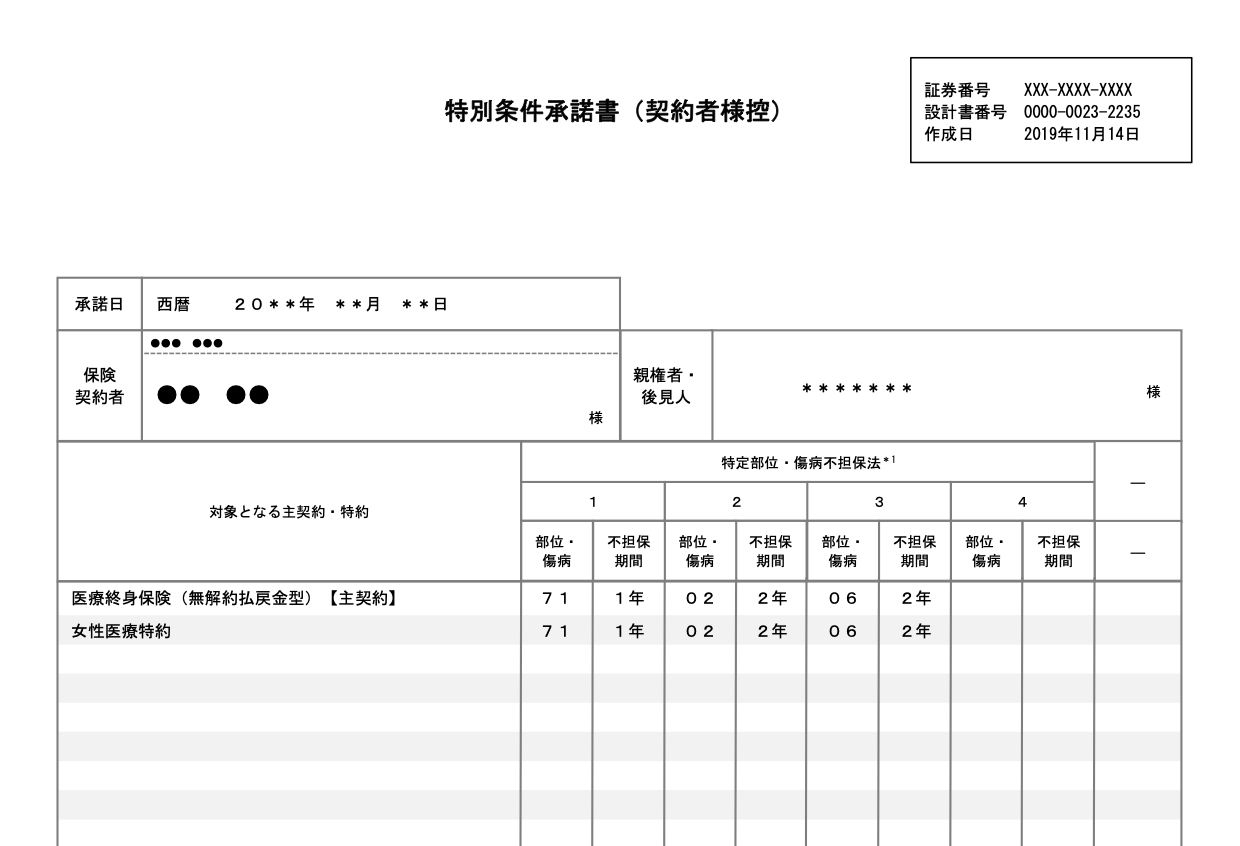 特別条件承諾書（契約者様控）
証券番号 XXX-XXXX-XXXX
設計書番号 0000-0023-2235
作成日 2019年11月14日
承諾日 西暦 20＊＊年 ＊＊月 ＊＊日
●●● ●●●
保険
契約者
●● ●●
様
親権者・
後見人
＊＊＊＊＊＊＊
様
対象となる主契約・特約
特定部位・傷病不担保法*1
—
1 2 3 4
部位・
傷病
不担保
期間
部位・
傷病
不担保
期間
部位・
傷病
不担保
期間
部位・
傷病
不担保
期間
—
医療終身保険（無解約払戻金型）【主契約】 71 1年 02 2年 06 2年
女性医療特約 71 1年 02 2年 06 2年